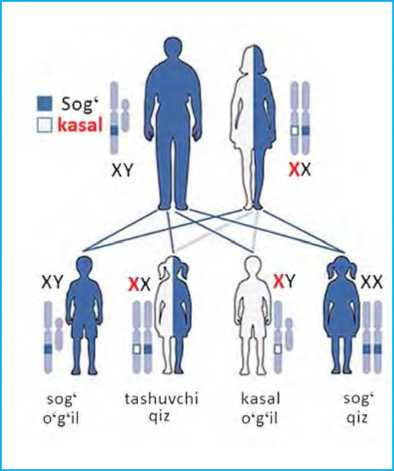 Sog‘
kasal
XY
XX
XY
XX
XY
XX
sog‘
o‘g‘il
tashuvchi
qiz
kasal
o‘g‘il
sog‘
qiz